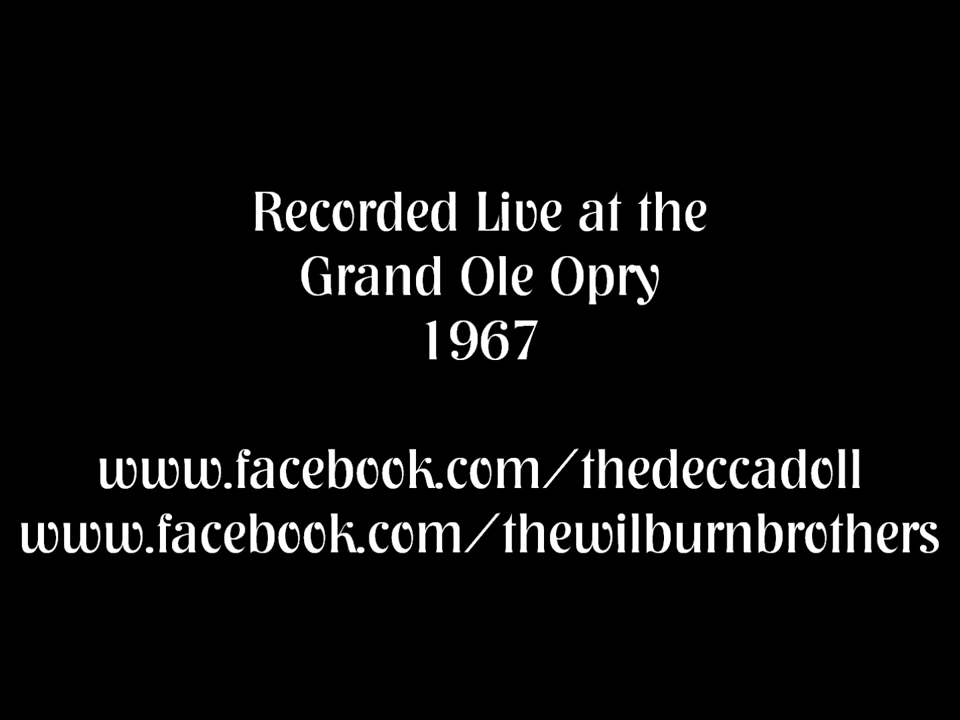 Recorded Live at the
Grand Ole Opry
1967
www.facebook.com/thedeccadoll
www.facebook.com/thewilburnbrothers